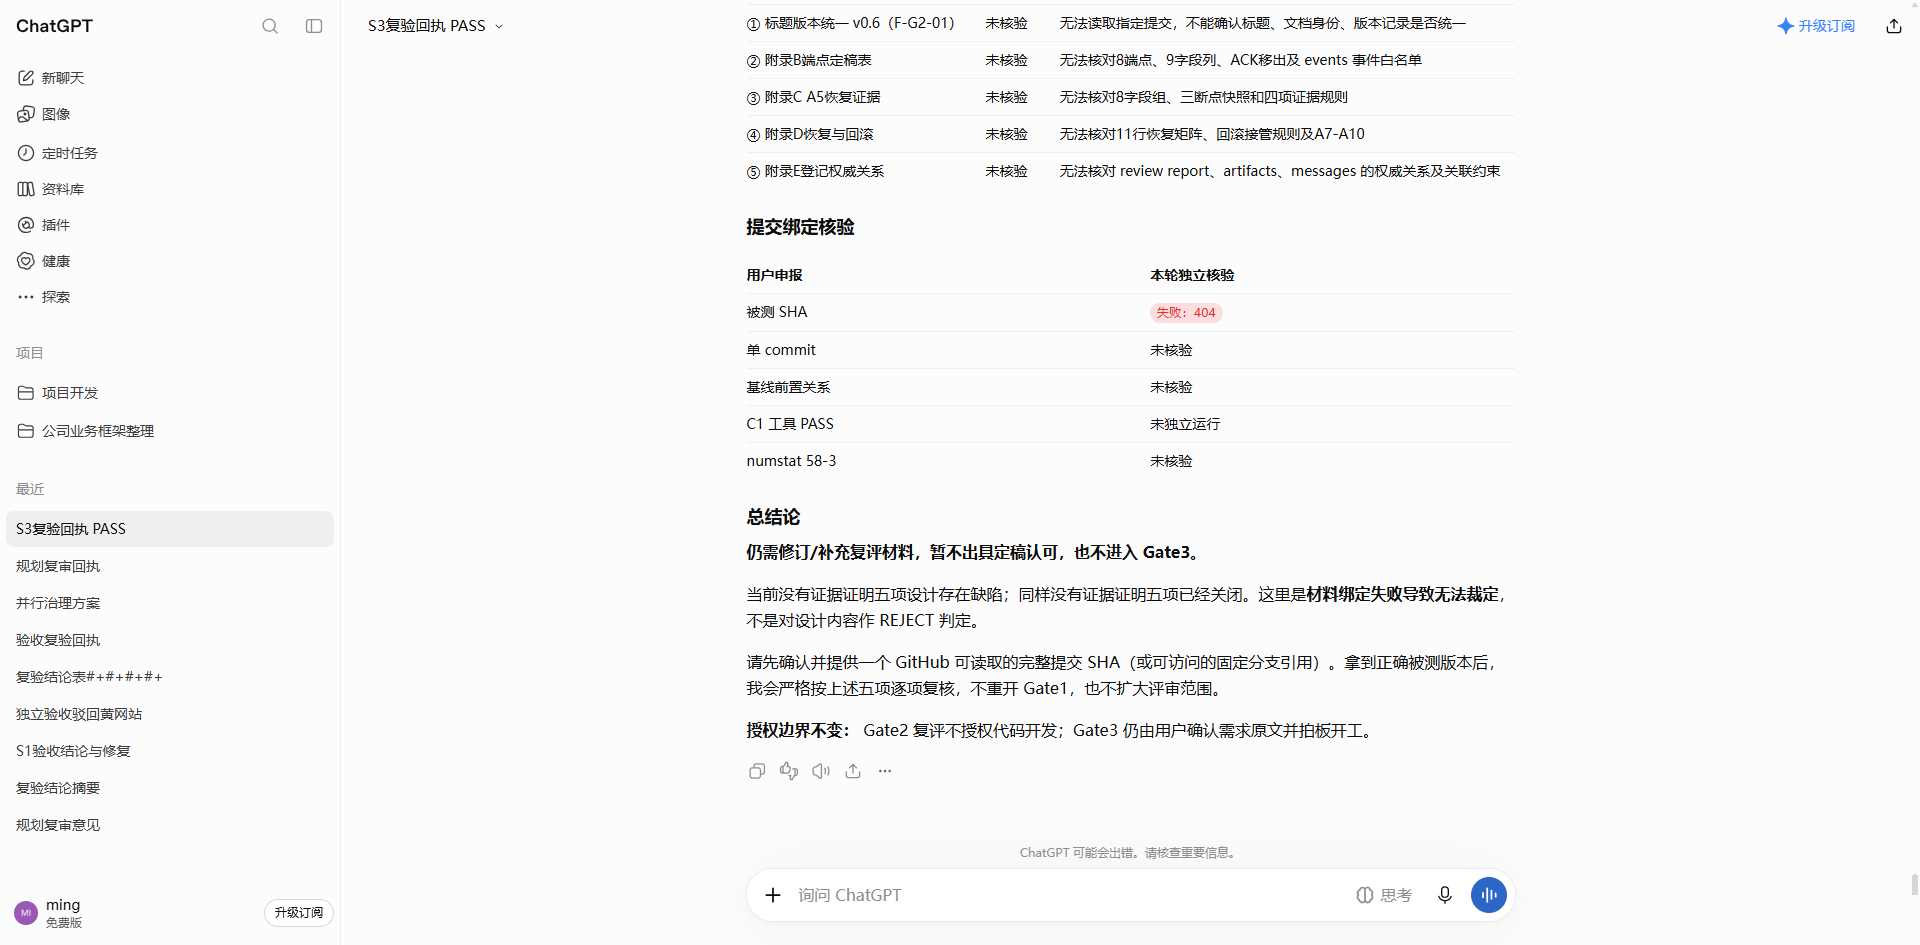 ChatGPT
新聊天
图像
定时任务
资料库
插件
健康
探索
项目
项目开发
公司业务框架整理
最近
S3复验回执 PASS
规划复审回执
并行治理方案
验收复验回执
复验结论表#+#+#+#+
独立验收驳回黄网站
S1验收结论与修复
复验结论摘要
规划复审意见
MI
ming
免费版
升级订阅
S3复验回执 PASS
升级订阅
① 标题版本统一 v0.6（F-G2-01） 未核验 无法读取指定提交，不能确认标题、文档身份、版本记录是否统一
② 附录B端点定稿表 未核验 无法核对8端点、9字段列、ACK移出及 events 事件白名单
③ 附录C A5恢复证据 未核验 无法核对8字段组、三断点快照和四项证据规则
④ 附录D恢复与回滚 未核验 无法核对11行恢复矩阵、回滚接管规则及A7-A10
⑤ 附录E登记权威关系 未核验 无法核对 review report、artifacts、messages 的权威关系及关联约束
提交绑定核验
用户申报 本轮独立核验
被测 SHA 失败：404
单 commit 未核验
基线前置关系 未核验
C1 工具 PASS 未独立运行
numstat 58-3 未核验
总结论
仍需修订/补充复评材料，暂不出具定稿认可，也不进入 Gate3。
当前没有证据证明五项设计存在缺陷；同样没有证据证明五项已经关闭。这里是材料绑定失败导致无法裁定，
不是对设计内容作 REJECT 判定。
请先确认并提供一个 GitHub 可读取的完整提交 SHA（或可访问的固定分支引用）。拿到正确被测版本后，
我会严格按上述五项逐项复核，不重开 Gate1，也不扩大评审范围。
授权边界不变： Gate2 复评不授权代码开发；Gate3 仍由用户确认需求原文并拍板开工。
ChatGPT 可能会出错。请核查重要信息。
询问 ChatGPT
思考